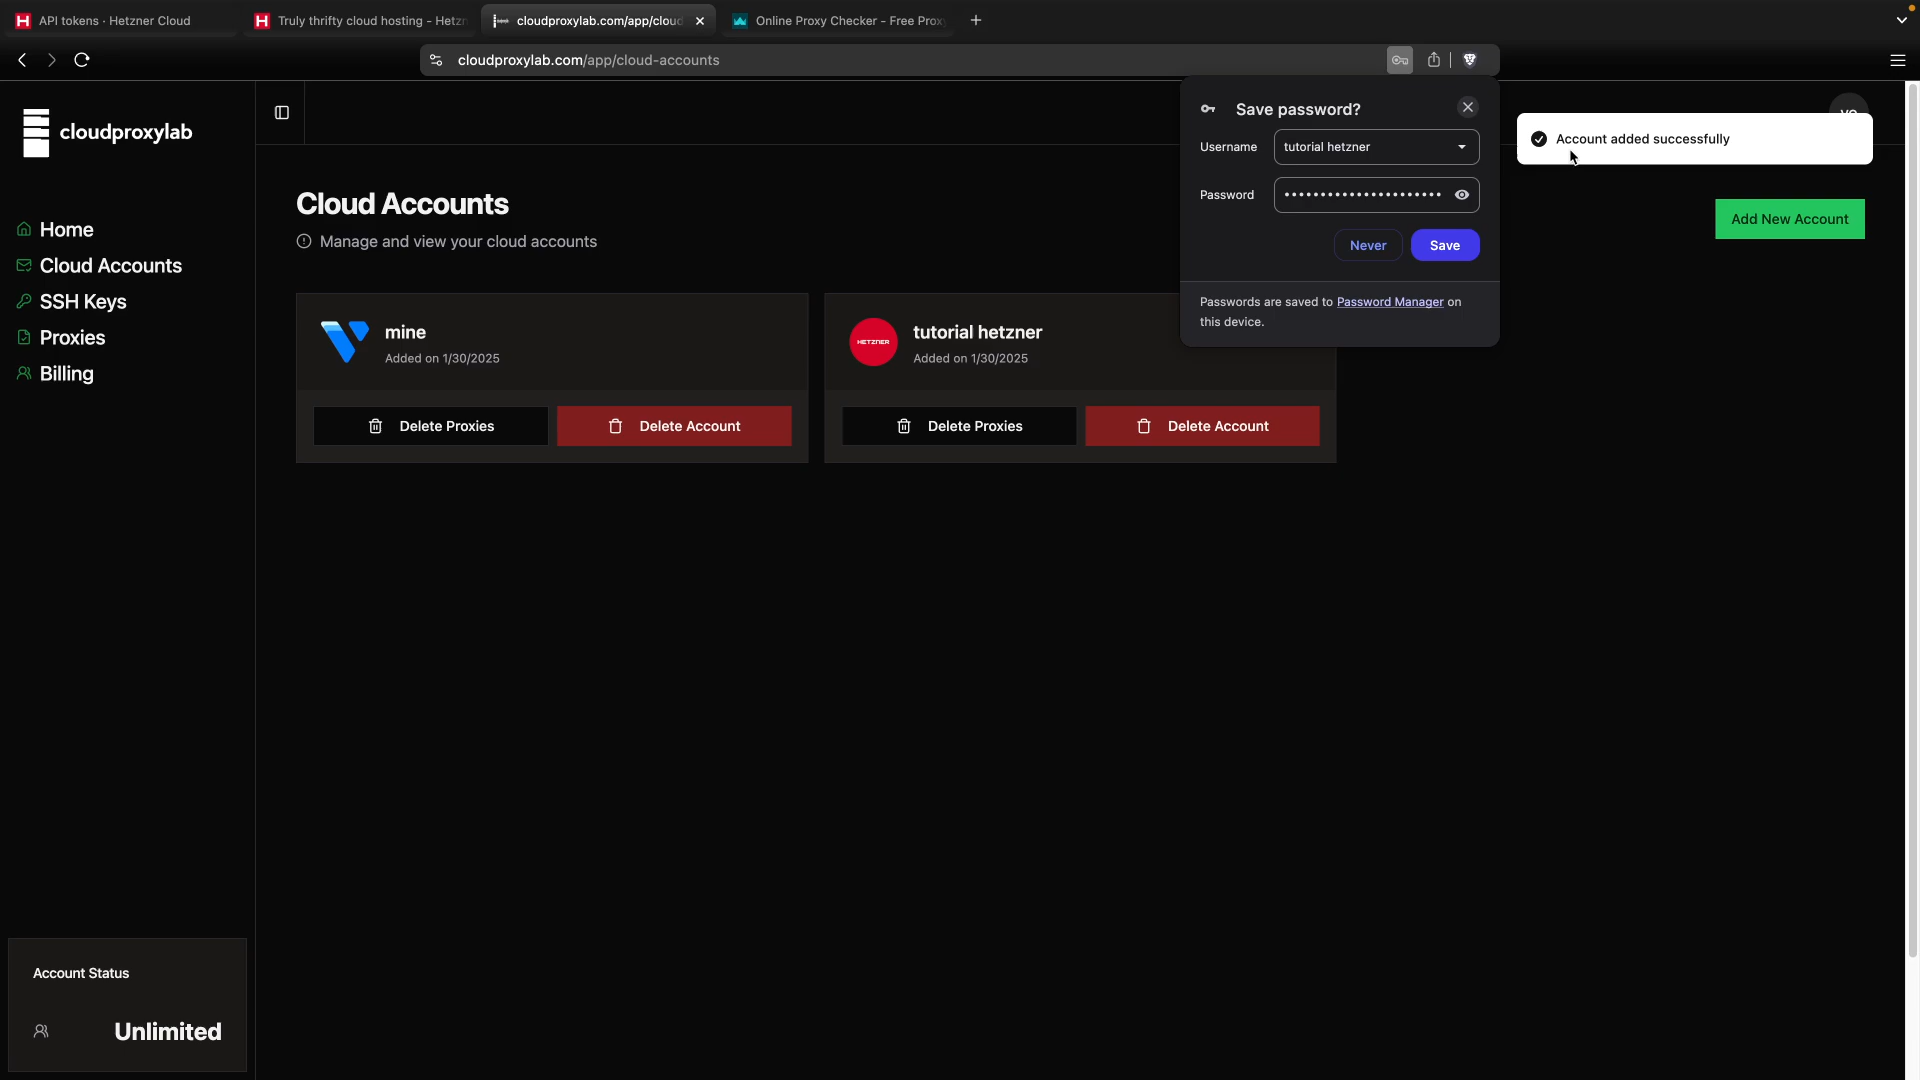 API tokens · Hetzner Cloud
Truly thrifty cloud hosting - Hetz
cloudproxylab.com/app/cloud
Online Proxy Checker - Free Prox
cloudproxylab.com/app/cloud-accounts
cloudproxylab
Home
Cloud Accounts
SSH Keys
Proxies
Billing
Account Status
Unlimited
Save password?
Username
tutorial hetzner
Password
••••••••••••••••••••••
Never
Save
Passwords are saved to Password Manager on
this device.
Account added successfully
Cloud Accounts
Manage and view your cloud accounts
Add New Account
mine
Added on 1/30/2025
Delete Proxies
Delete Account
HETZNER
tutorial hetzner
Added on 1/30/2025
Delete Proxies
Delete Account